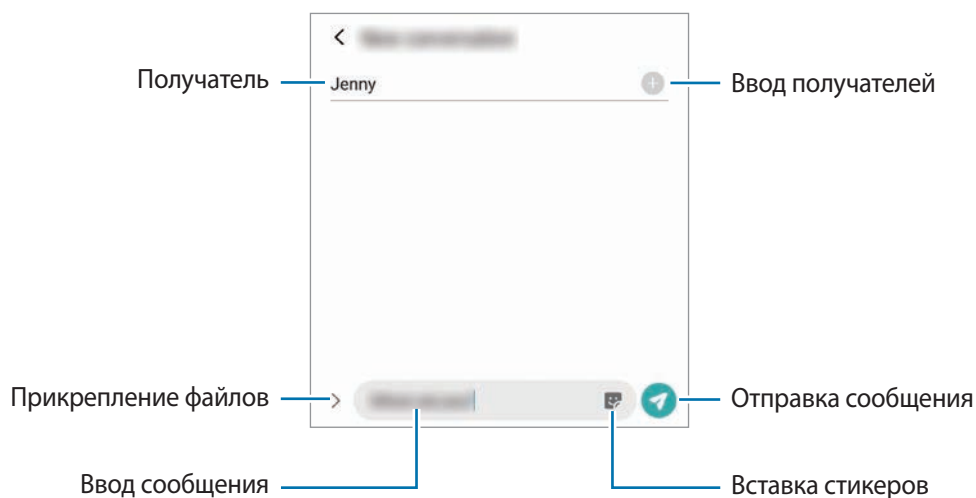 Получатель
Jenny
Ввод получателей
Прикрепление файлов
Отправка сообщения
Ввод сообщения
Вставка стикеров